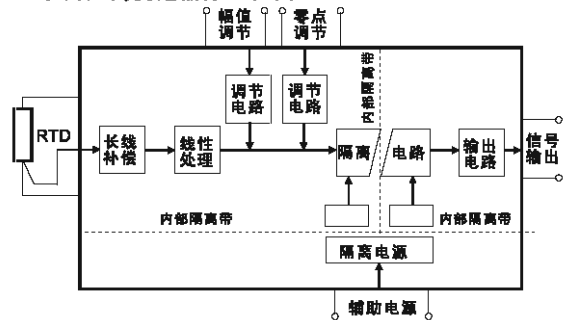 幅值
调节
零点
调节
内部隔离带
调节
电路
调节
电路
RTD
长线
补偿
线性
处理
隔离
电路
输出
电路
信号
输出
内部隔离带
内部隔离带
隔离电源
辅助电源